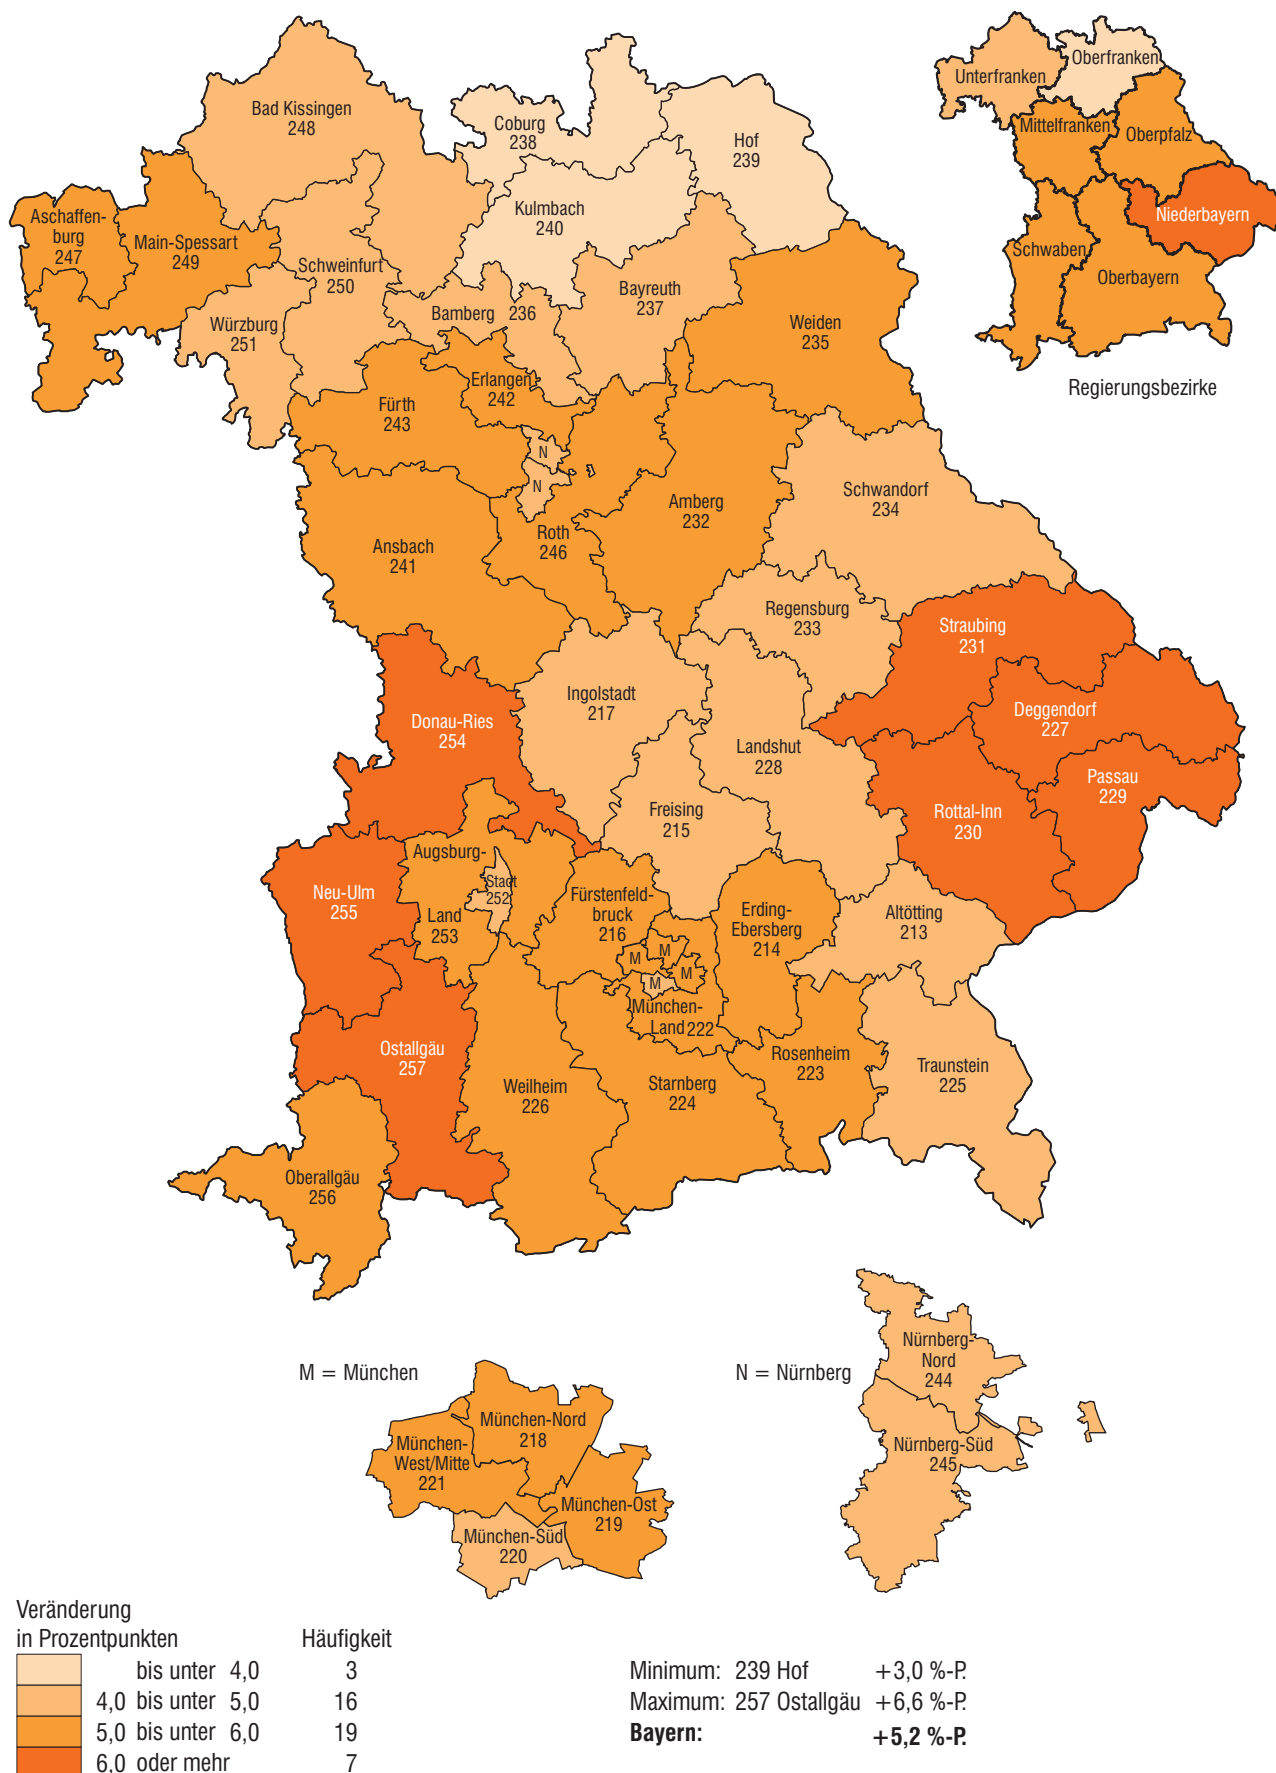 Bad Kissingen
248
Coburg
238
Hof
239
Kulmbach
240
Aschaffen-
burg
247
Main-Spessart
249
Schweinfurt
250
Bayreuth
237
Bamberg 236
Würzburg
251
Weiden
235
Erlangen
242
Fürth
243
N
N
Schwandorf
234
Amberg
232
Roth
246
Ansbach
241
Regensburg
233
Straubing
231
Ingolstadt
217
Deggendorf
227
Donau-Ries
254
Landshut
228
Passau
229
Freising
215
Rottal-Inn
230
Augsburg-
Land
253
Stadt
252
Neu-Ulm
255
Fürstenfeld-
bruck
216
Erding-
Ebersberg
214
Altötting
213
M
M
M
M
München-
Land 222
Ostallgäu
257
Rosenheim
223
Traunstein
225
Weilheim
226
Starnberg
224
Oberallgäu
256
Oberfranken
Unterfranken
Mittelfranken
Oberpfalz
Niederbayern
Schwaben
Oberbayern
Regierungsbezirke
M = München
München-Nord
218
München-
West/Mitte
221
München-Ost
219
München-Süd
220
N = Nürnberg
Nürnberg-
Nord
244
Nürnberg-Süd
245
Veränderung
in Prozentpunkten Häufigkeit
bis unter 4,0 3
4,0 bis unter 5,0 16
5,0 bis unter 6,0 19
6,0 oder mehr 7
Minimum: 239 Hof +3,0 %-P.
Maximum: 257 Ostallgäu +6,6 %-P.
Bayern: +5,2 %-P.